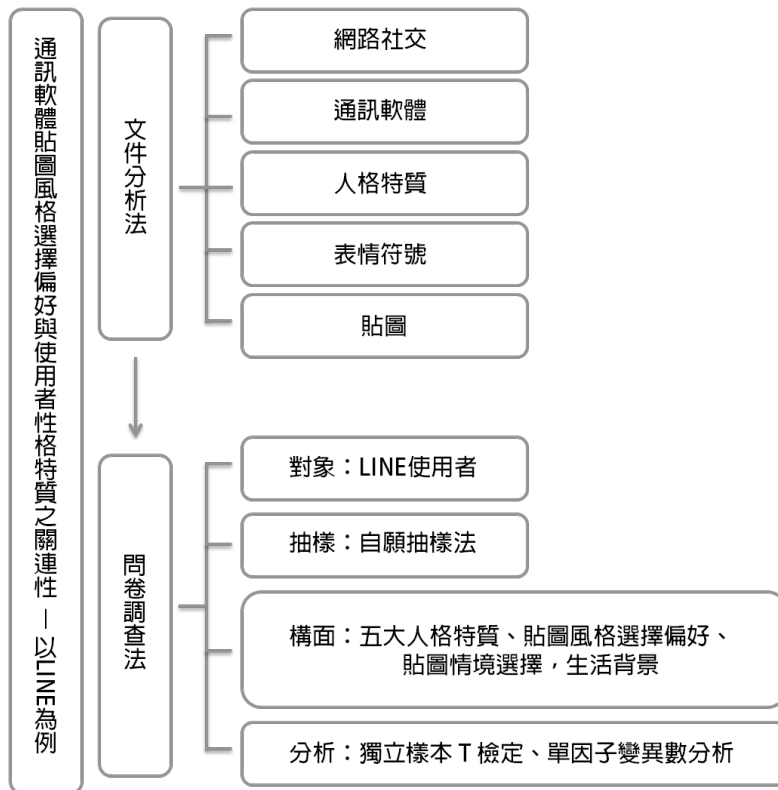 通訊軟體貼圖風格選擇偏好與使用者性格特質之關連性 — 以LINE為例
文件分析法
網路社交
通訊軟體
人格特質
表情符號
貼圖
問卷調查法
對象：LINE使用者
抽樣：自願抽樣法
構面：五大人格特質、貼圖風格選擇偏好、
貼圖情境選擇，生活背景
分析：獨立樣本 T 檢定、單因子變異數分析